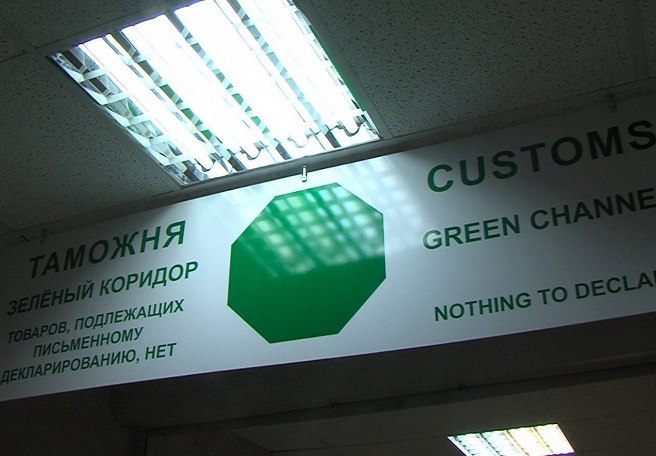 ТАМОЖНЯ
ЗЕЛЁНЫЙ КОРИДОР
ТОВАРОВ, ПОДЛЕЖАЩИХ
ПИСЬМЕННОМУ
ДЕКЛАРИРОВАНИЮ, НЕТ
CUSTOMS
GREEN CHANNE
NOTHING TO DECLA